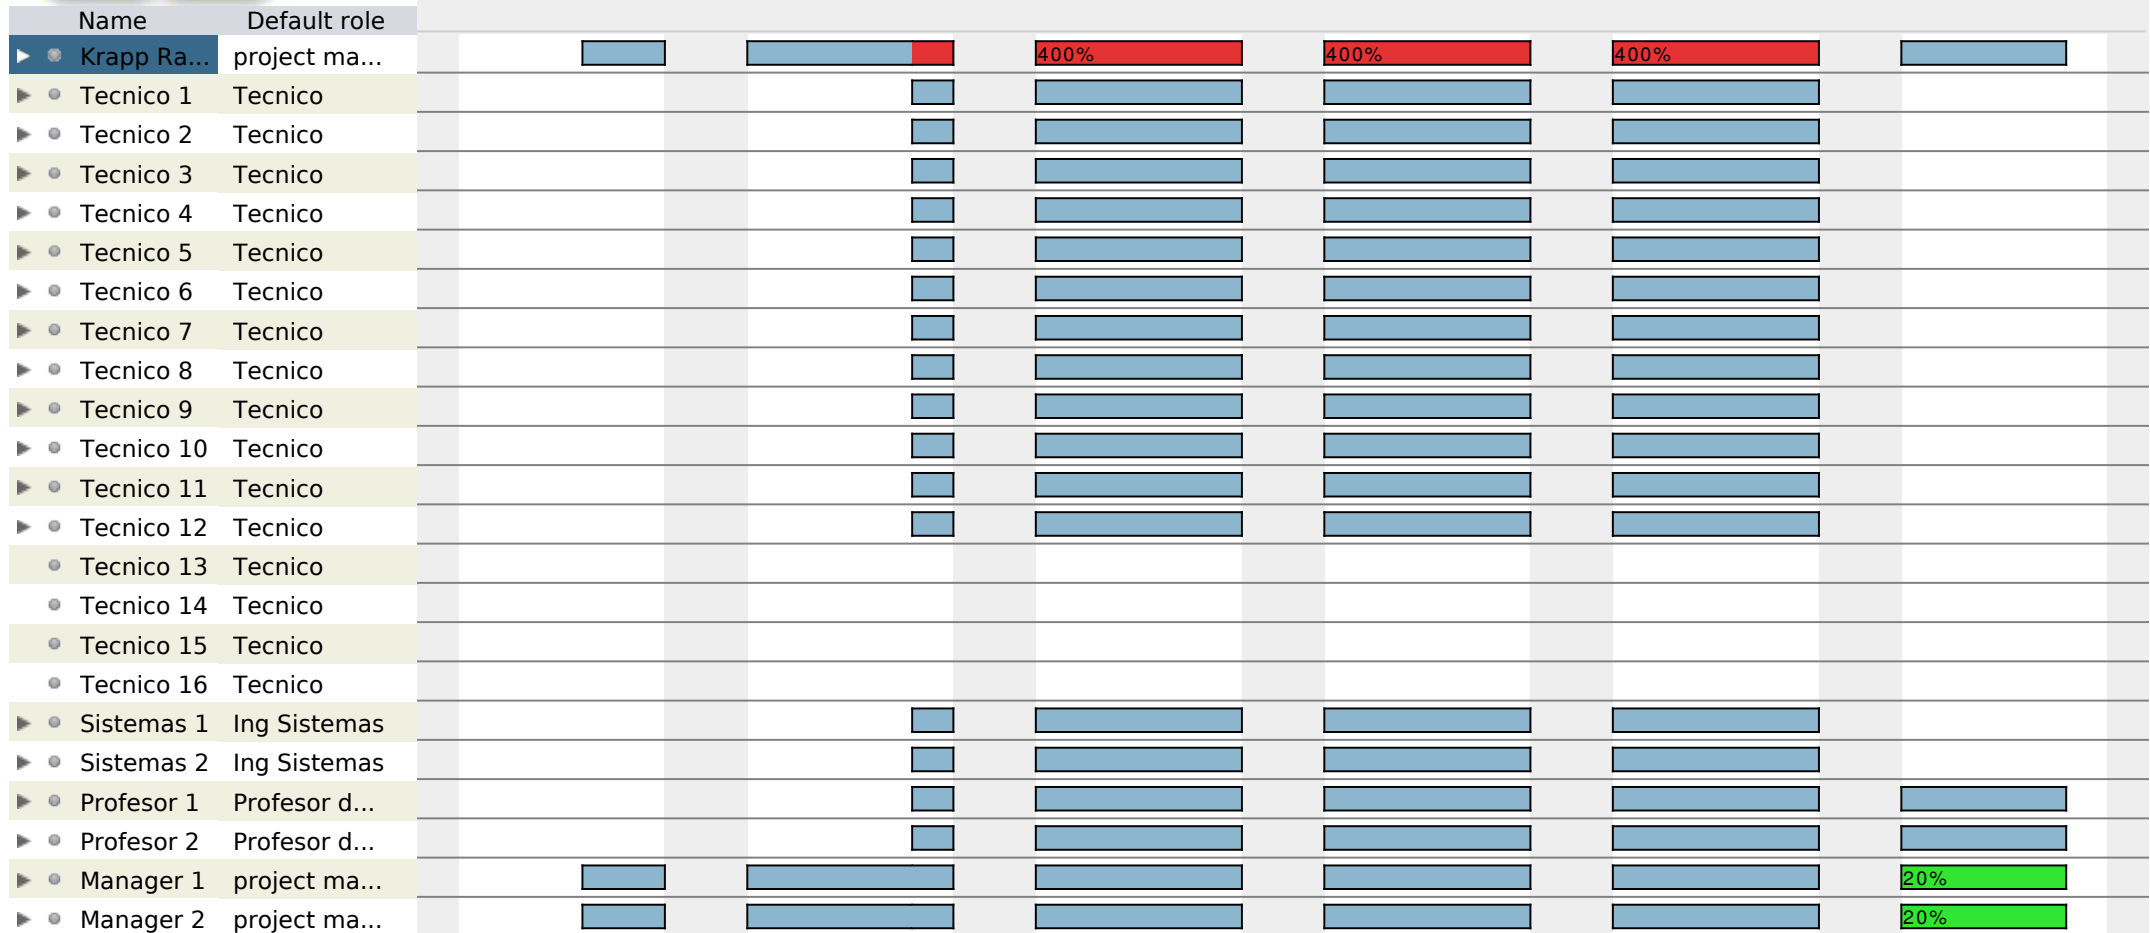 Name Default role
Krapp Ra... project ma... 400% 400% 400%
Tecnico 1 Tecnico
Tecnico 2 Tecnico
Tecnico 3 Tecnico
Tecnico 4 Tecnico
Tecnico 5 Tecnico
Tecnico 6 Tecnico
Tecnico 7 Tecnico
Tecnico 8 Tecnico
Tecnico 9 Tecnico
Tecnico 10 Tecnico
Tecnico 11 Tecnico
Tecnico 12 Tecnico
Tecnico 13 Tecnico
Tecnico 14 Tecnico
Tecnico 15 Tecnico
Tecnico 16 Tecnico
Sistemas 1 Ing Sistemas
Sistemas 2 Ing Sistemas
Profesor 1 Profesor d...
Profesor 2 Profesor d...
Manager 1 project ma... 20%
Manager 2 project ma... 20%